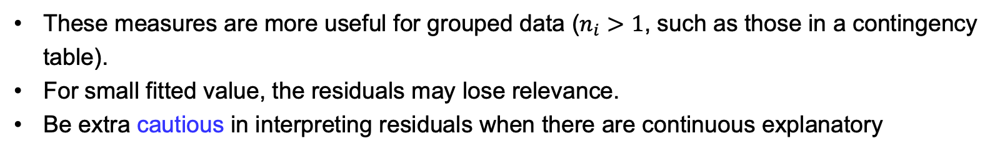 • These measures are more useful for grouped data (nᵢ > 1, such as those in a contingency
table).
• For small fitted value, the residuals may lose relevance.
• Be extra cautious in interpreting residuals when there are continuous explanatory